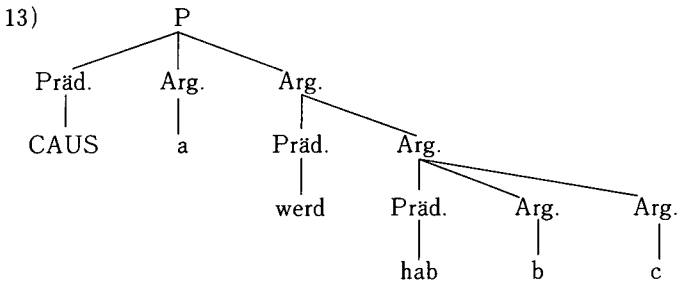 13) P
Präd. Arg. Arg.
CAUS a Präd. Arg.
werd Präd. Arg. Arg.
hab b c